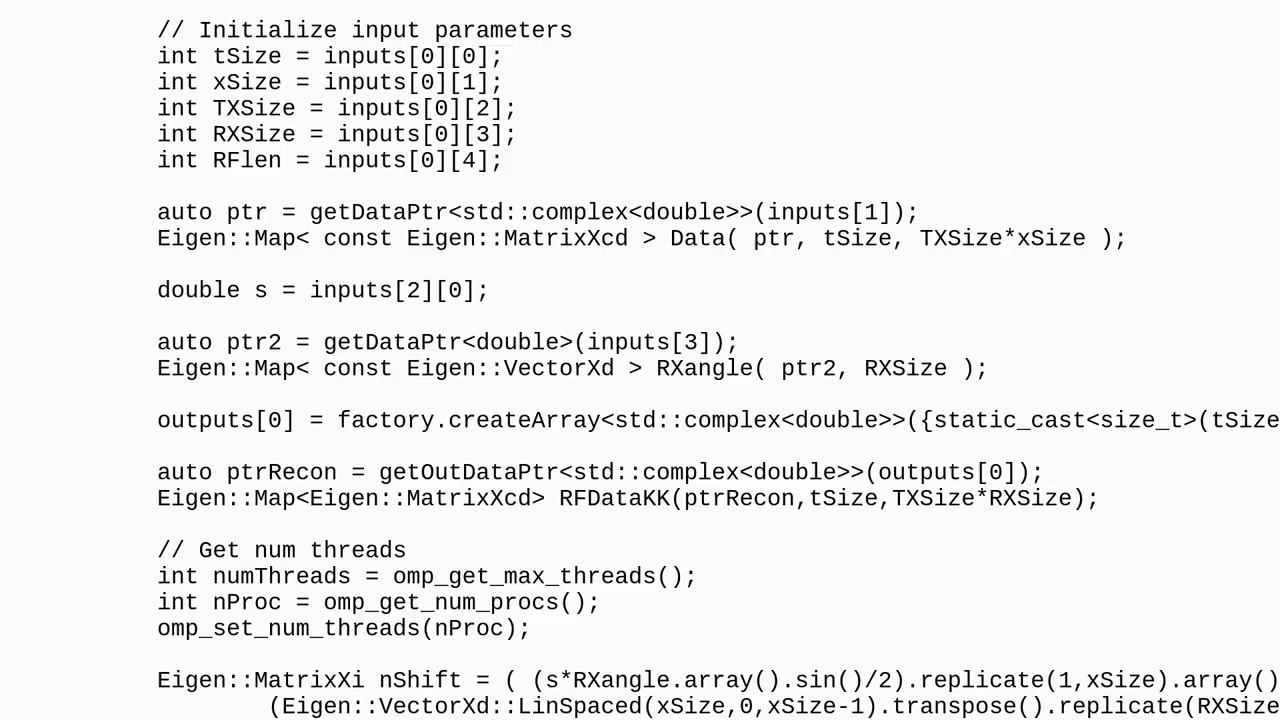 // Initialize input parameters
int tSize = inputs[0][0];
int xSize = inputs[0][1];
int TXSize = inputs[0][2];
int RXSize = inputs[0][3];
int RFlen = inputs[0][4];
auto ptr = getDataPtr<std::complex<double>>(inputs[1]);
Eigen::Map< const Eigen::MatrixXcd > Data( ptr, tSize, TXSize*xSize );
double s = inputs[2][0];
auto ptr2 = getDataPtr<double>(inputs[3]);
Eigen::Map< const Eigen::VectorXd > RXangle( ptr2, RXSize );
outputs[0] = factory.createArray<std::complex<double>>({static_cast<size_t>(tSize
auto ptrRecon = getOutDataPtr<std::complex<double>>(outputs[0]);
Eigen::Map<Eigen::MatrixXcd> RFDataKK(ptrRecon,tSize,TXSize*RXSize);
// Get num threads
int numThreads = omp_get_max_threads();
int nProc = omp_get_num_procs();
omp_set_num_threads(nProc);
Eigen::MatrixXi nShift = ( (s*RXangle.array().sin()/2).replicate(1,xSize).array()
(Eigen::VectorXd::LinSpaced(xSize,0,xSize-1).transpose().replicate(RXSize